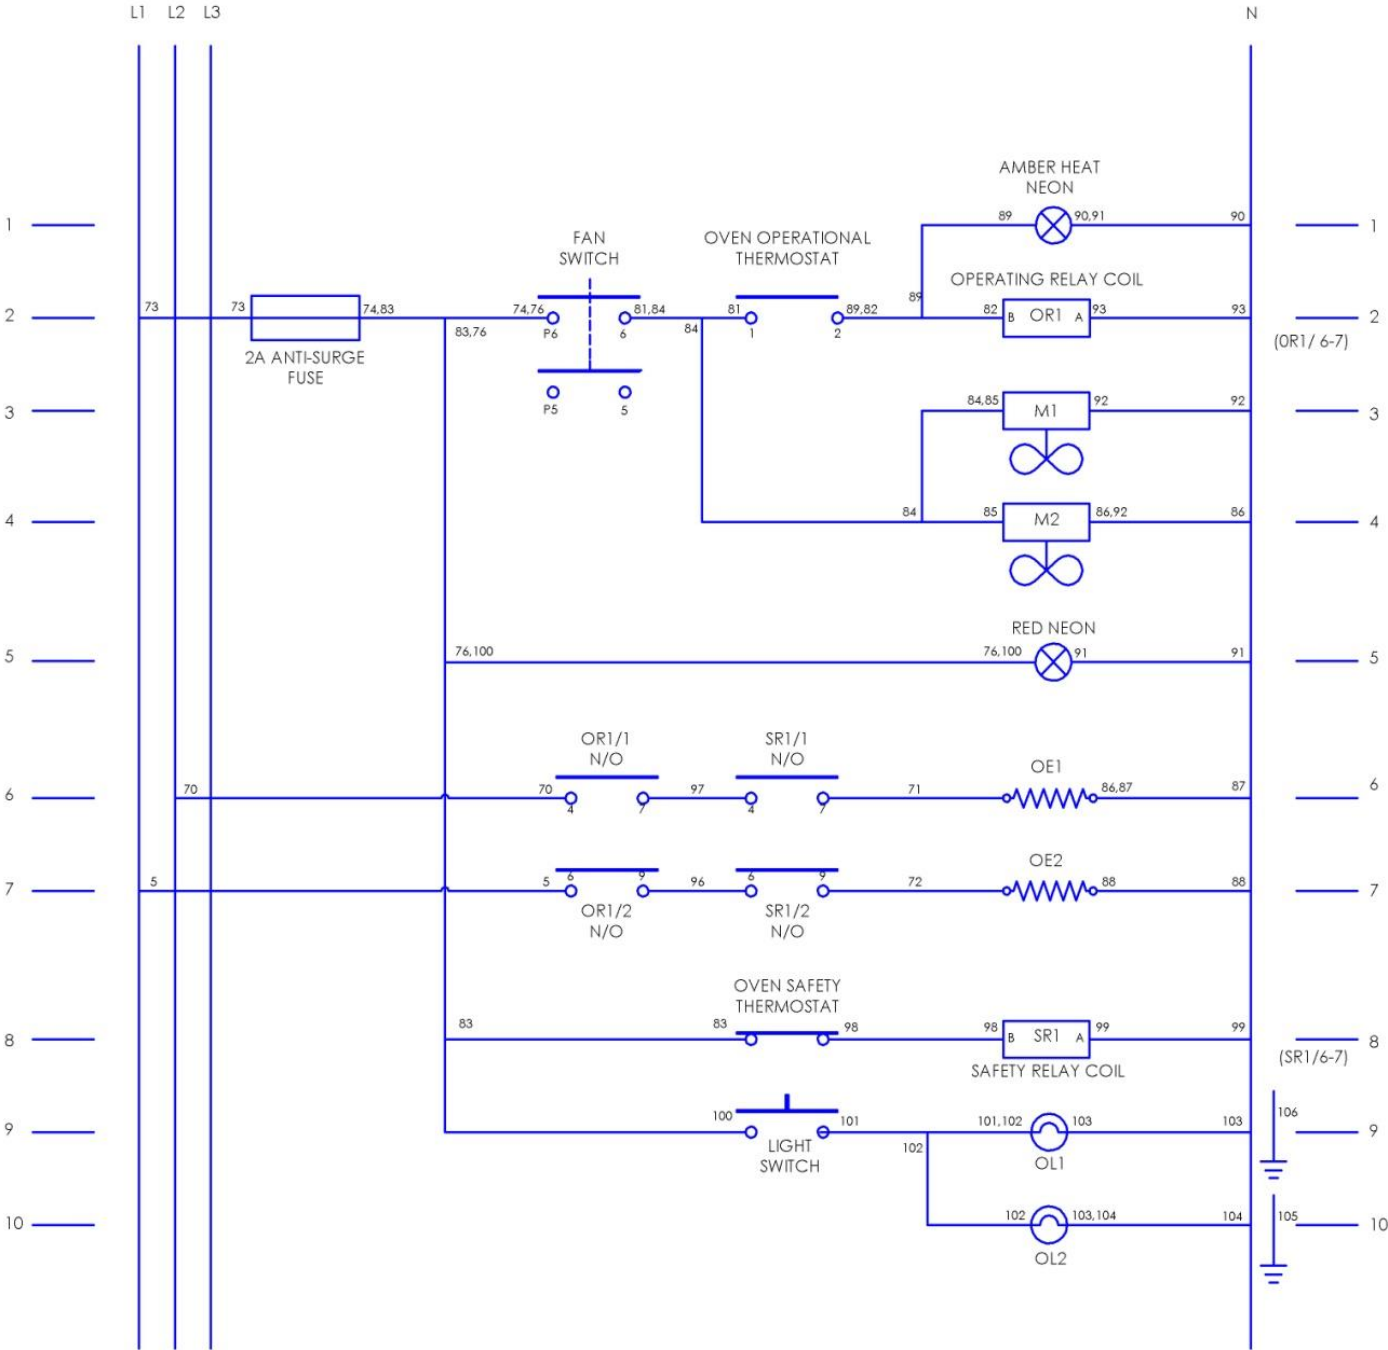 L1 L2 L3 N
AMBER HEAT
NEON
1 89 90,91 90 1
FAN
SWITCH
OVEN OPERATIONAL
THERMOSTAT
OPERATING RELAY COIL
89
2 73 73 74,83 74,76 81,84 81 89,82 82 B OR1 A 93 93 2
83,76 P6 6 84 1 2
(0R1/ 6-7)
2A ANTI-SURGE
FUSE
3 P5 5 84,85 M1 92 92 3
4 84 85 M2 86,92 86 4
RED NEON
5 76,100 76,100 91 91 5
OR1/1
N/O
SR1/1
N/O
OE1
6 70 70 97 71 86,87 87 6
4 7 4 7
OE2
7 5 5 6 9 96 6 9 72 88 88 7
OR1/2
N/O
SR1/2
N/O
OVEN SAFETY
THERMOSTAT
8 83 83 98 98 B SR1 A 99 99 8
(SR1/6-7)
SAFETY RELAY COIL
9 100 101 101,102 103 103 106 9
LIGHT
SWITCH
102
OL1
10 102 103,104 104 105 10
OL2